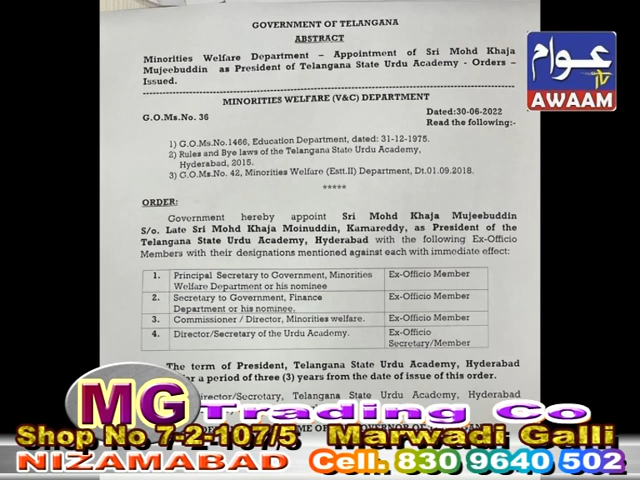 GOVERNMENT OF TELANGANA
ABSTRACT
Minorities Welfare Department – Appointment of Sri Mohd Khaja
Mujeebuddin as President of Telangana State Urdu Academy - Orders –
Issued.
MINORITIES WELFARE (V&C) DEPARTMENT
G.O.Ms.No. 36
Dated:30-06-2022
Read the following:-
1) G.O.Ms.No.1466, Education Department, dated: 31-12-1975.
2) Rules and Bye laws of the Telangana State Urdu Academy,
Hyderabad, 2015.
3) G.O.Ms.No. 42, Minorities Welfare (Estt.II) Department, Dt.01.09.2018.
*****
ORDER:
Government hereby appoint Sri Mohd Khaja Mujeebuddin
S/o. Late Sri Mohd Khaja Moinuddin, Kamareddy, as President of the
Telangana State Urdu Academy, Hyderabad with the following Ex-Officio
Members with their designations mentioned against each with immediate effect:
1. Principal Secretary to Government, Minorities Ex-Officio Member
Welfare Department or his nominee
2. Secretary to Government, Finance Ex-Officio Member
Department or his nominee.
3. Commissioner / Director, Minorities welfare. Ex-Officio Member
4. Director/Secretary of the Urdu Academy. Ex-Officio
Secretary/Member
The term of President, Telangana State Urdu Academy, Hyderabad
a period of three (3) years from the date of issue of this order.
Director/Secretary, Telangana State Urdu Academy, Hyderabad
عوام
TV
AWAAM
MG Trading Co
Shop No 7-2-107/5 Marwadi Galli
NIZAMABAD Cell. 830 9640 502